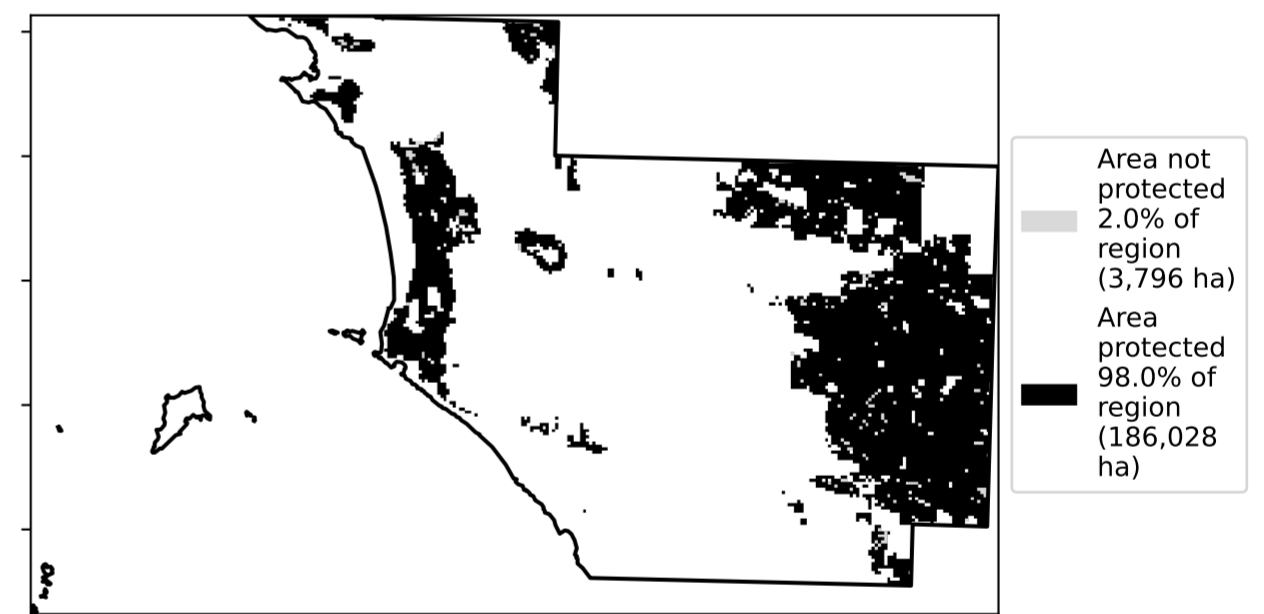 Area not
protected
2.0% of
region
(3,796 ha)
Area
protected
98.0% of
region
(186,028
ha)